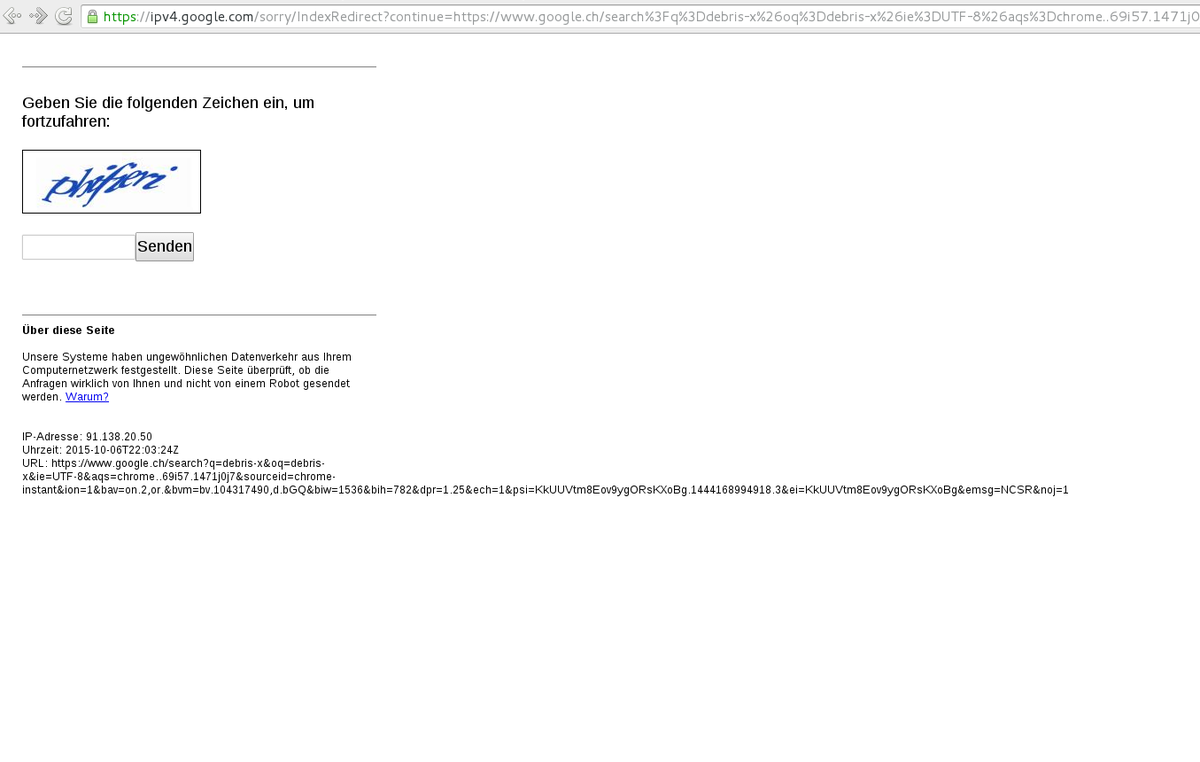 https://ipv4.google.com/sorry/IndexRedirect?continue=https://www.google.ch/search%3Fq%3Ddebris-x%26oq%3Ddebris-x%26ie%3DUTF-8%26aqs%3Dchrome..69i57.1471j0
Geben Sie die folgenden Zeichen ein, um
fortzufahren:
Senden
Über diese Seite
Unsere Systeme haben ungewöhnlichen Datenverkehr aus Ihrem
Computernetzwerk festgestellt. Diese Seite überprüft, ob die
Anfragen wirklich von Ihnen und nicht von einem Robot gesendet
werden. Warum?
IP-Adresse: 91.138.20.50
Uhrzeit: 2015-10-06T22:03:24Z
URL: https://www.google.ch/search?q=debris-x&oq=debris-
x&ie=UTF-8&aqs=chrome..69i57.1471j0j7&sourceid=chrome-
instant&ion=1&bav=on.2,or.&bvm=bv.104317490,d.bGQ&biw=1536&bih=782&dpr=1.25&ech=1&psi=KkUUVtm8Eov9ygORsKXoBg.1444168994918.3&ei=KkUUVtm8Eov9ygORsKXoBg&emsg=NCSR&noj=1